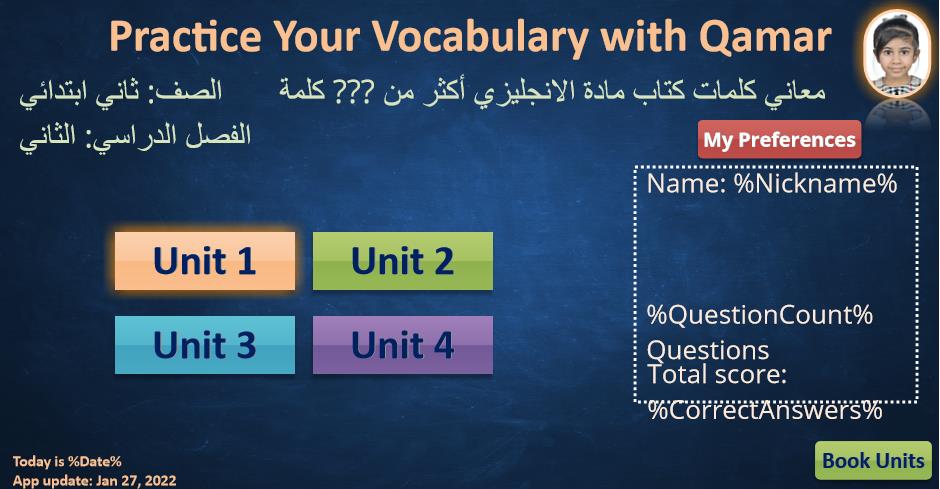 Practice Your Vocabulary with Qamar
معاني كلمات كتاب مادة الانجليزي أكثر من ??? كلمة
الصف: ثاني ابتدائي
الفصل الدراسي: الثاني
My Preferences
Name: %Nickname%
%QuestionCount%
Questions
Total score:
%CorrectAnswers%
Unit 1
Unit 2
Unit 3
Unit 4
Today is %Date%
App update: Jan 27, 2022
Book Units